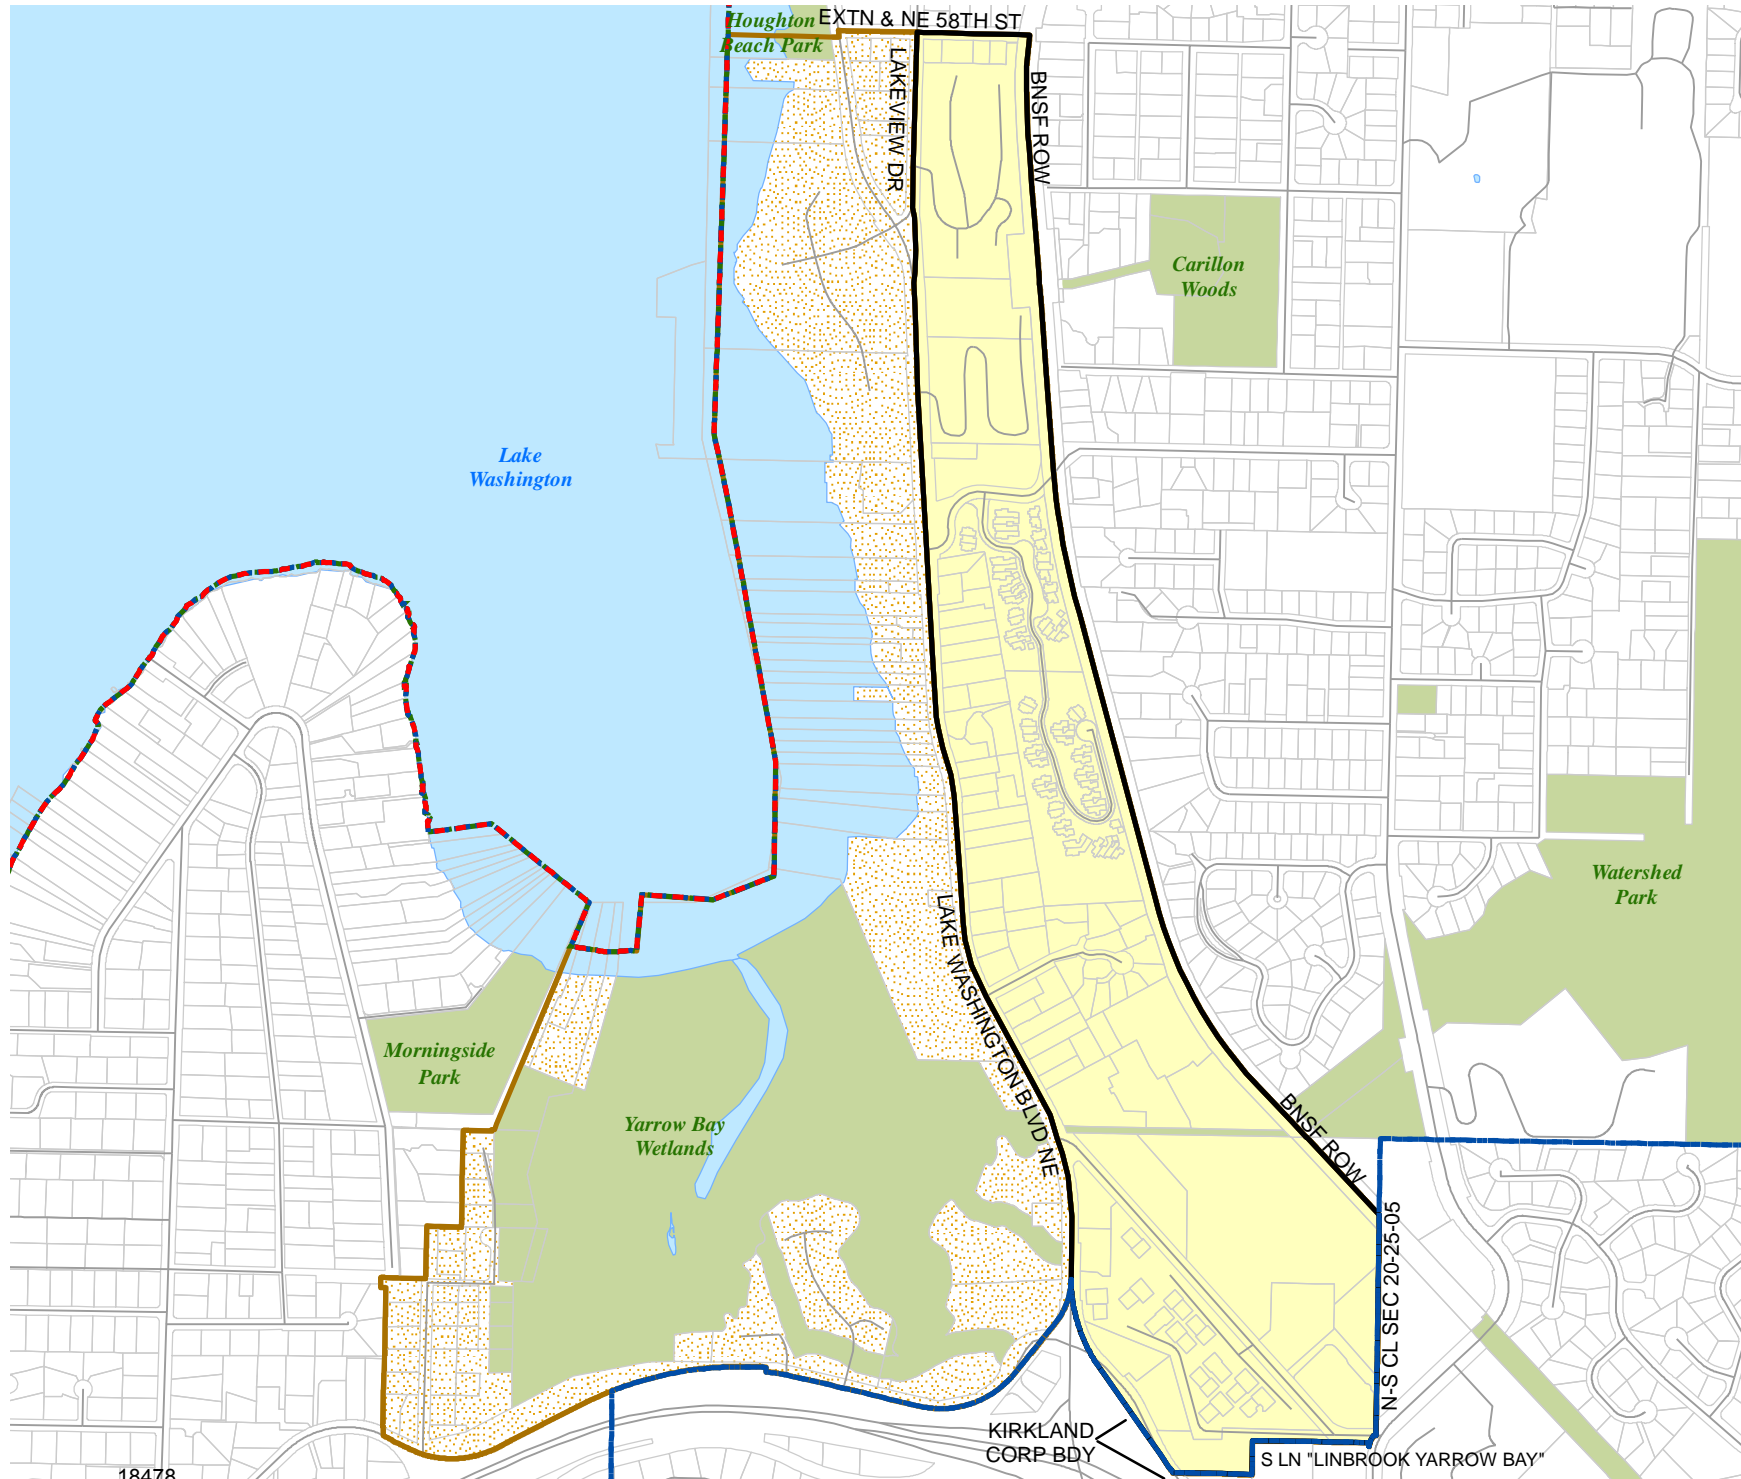 Houghton
Beach Park
EXTN & NE 58TH ST
LAKEVIEW DR
BNSF ROW
Carillon
Woods
Lake
Washington
Watershed
Park
LAKE WASHINGTON BLVD NE
Morningside
Park
Yarrow Bay
Wetlands
BNSF ROW
N-S CL SEC 20-25-05
KIRKLAND
CORP BDY
S LN "LINBROOK YARROW BAY"
18478